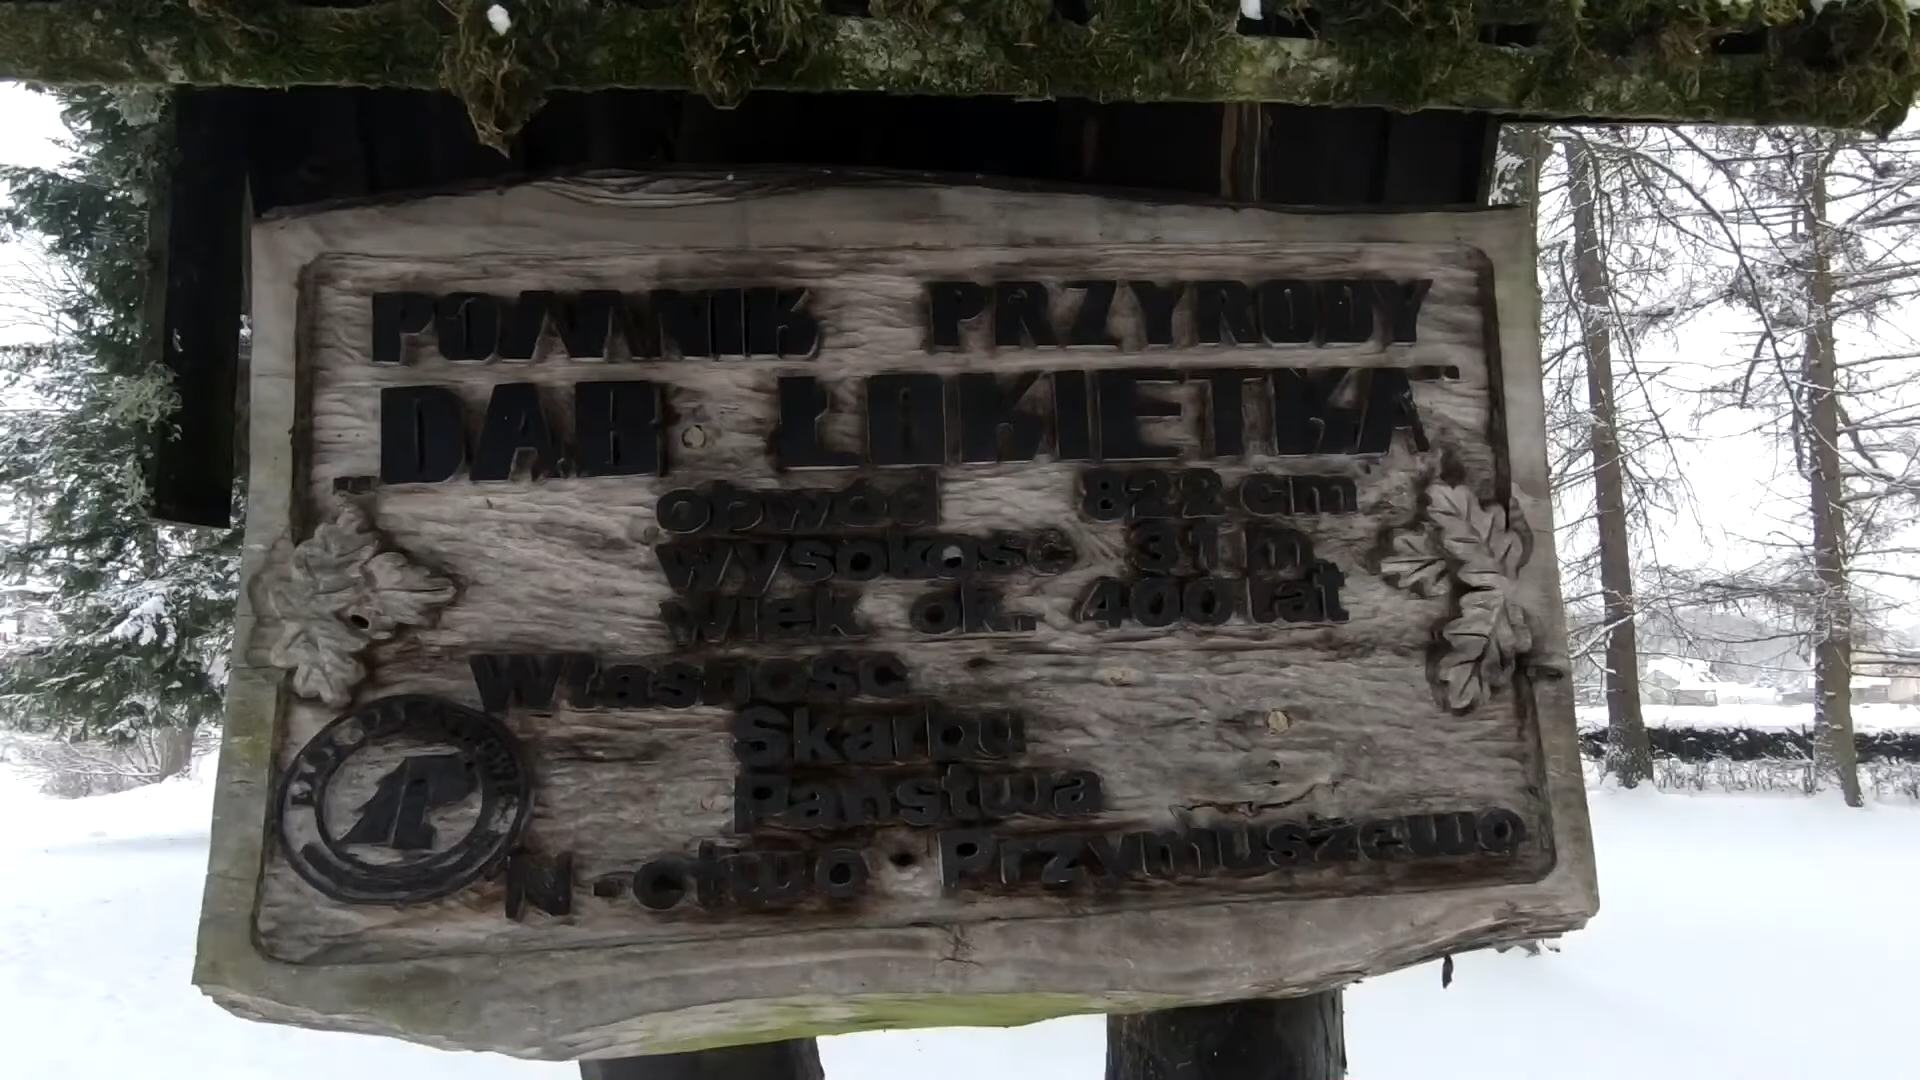 POMNIK PRZYRODY
„DĄB ŁOKIETKA”
obwód 822 cm
wysokość 31 m
wiek ok. 400 lat
Własność
Skarbu
Państwa
N-ctwo Przymuszewo